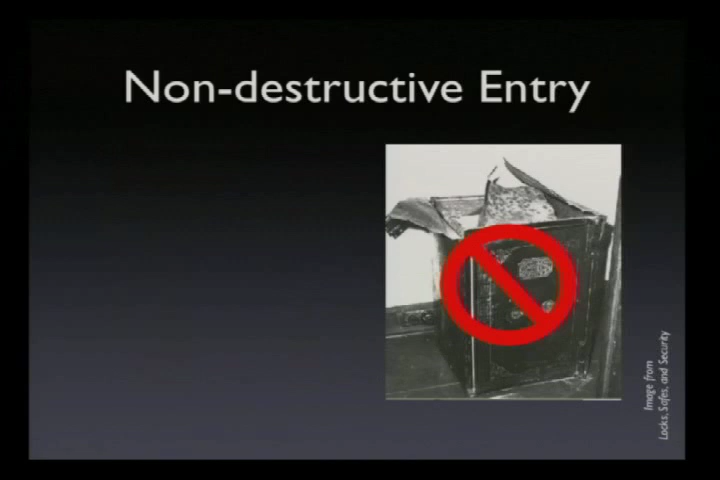 Non-destructive Entry
Image from
Locks, Safes, and Security